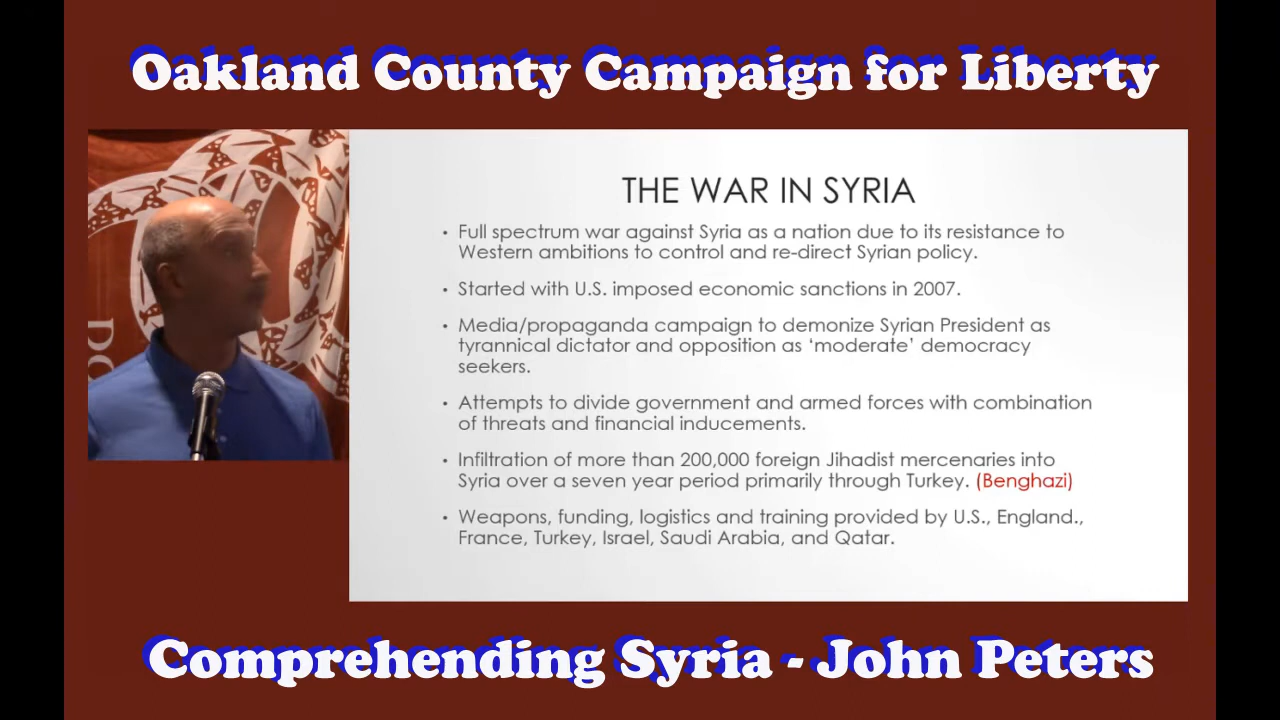 Oakland County Campaign for Liberty
THE WAR IN SYRIA
• Full spectrum war against Syria as a nation due to its resistance to
Western ambitions to control and re-direct Syrian policy.
• Started with U.S. imposed economic sanctions in 2007.
• Media/propaganda campaign to demonize Syrian President as
tyrannical dictator and opposition as ‘moderate’ democracy
seekers.
• Attempts to divide government and armed forces with combination
of threats and financial inducements.
• Infiltration of more than 200,000 foreign Jihadist mercenaries into
Syria over a seven year period primarily through Turkey. (Benghazi)
• Weapons, funding, logistics and training provided by U.S., England.,
France, Turkey, Israel, Saudi Arabia, and Qatar.
DO
Comprehending Syria - John Peters